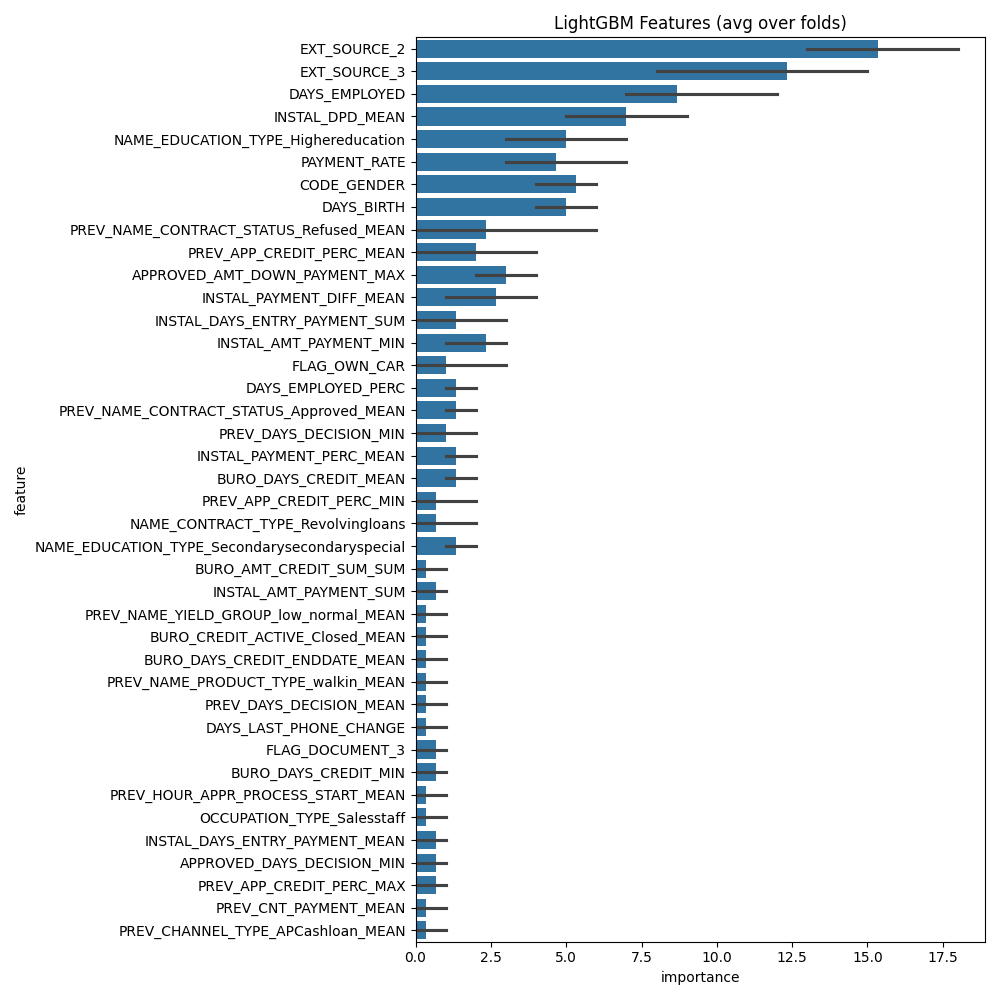 LightGBM Features (avg over folds)
EXT_SOURCE_2
EXT_SOURCE_3
DAYS_EMPLOYED
INSTAL_DPD_MEAN
NAME_EDUCATION_TYPE_Highereducation
PAYMENT_RATE
CODE_GENDER
DAYS_BIRTH
PREV_NAME_CONTRACT_STATUS_Refused_MEAN
PREV_APP_CREDIT_PERC_MEAN
APPROVED_AMT_DOWN_PAYMENT_MAX
INSTAL_PAYMENT_DIFF_MEAN
INSTAL_DAYS_ENTRY_PAYMENT_SUM
INSTAL_AMT_PAYMENT_MIN
FLAG_OWN_CAR
DAYS_EMPLOYED_PERC
PREV_NAME_CONTRACT_STATUS_Approved_MEAN
PREV_DAYS_DECISION_MIN
INSTAL_PAYMENT_PERC_MEAN
BURO_DAYS_CREDIT_MEAN
PREV_APP_CREDIT_PERC_MIN
NAME_CONTRACT_TYPE_Revolvingloans
NAME_EDUCATION_TYPE_Secondarysecondaryspecial
BURO_AMT_CREDIT_SUM_SUM
INSTAL_AMT_PAYMENT_SUM
PREV_NAME_YIELD_GROUP_low_normal_MEAN
BURO_CREDIT_ACTIVE_Closed_MEAN
BURO_DAYS_CREDIT_ENDDATE_MEAN
PREV_NAME_PRODUCT_TYPE_walkin_MEAN
PREV_DAYS_DECISION_MEAN
DAYS_LAST_PHONE_CHANGE
FLAG_DOCUMENT_3
BURO_DAYS_CREDIT_MIN
PREV_HOUR_APPR_PROCESS_START_MEAN
OCCUPATION_TYPE_Salesstaff
INSTAL_DAYS_ENTRY_PAYMENT_MEAN
APPROVED_DAYS_DECISION_MIN
PREV_APP_CREDIT_PERC_MAX
PREV_CNT_PAYMENT_MEAN
PREV_CHANNEL_TYPE_APCashloan_MEAN
feature
0.0 2.5 5.0 7.5 10.0 12.5 15.0 17.5
importance